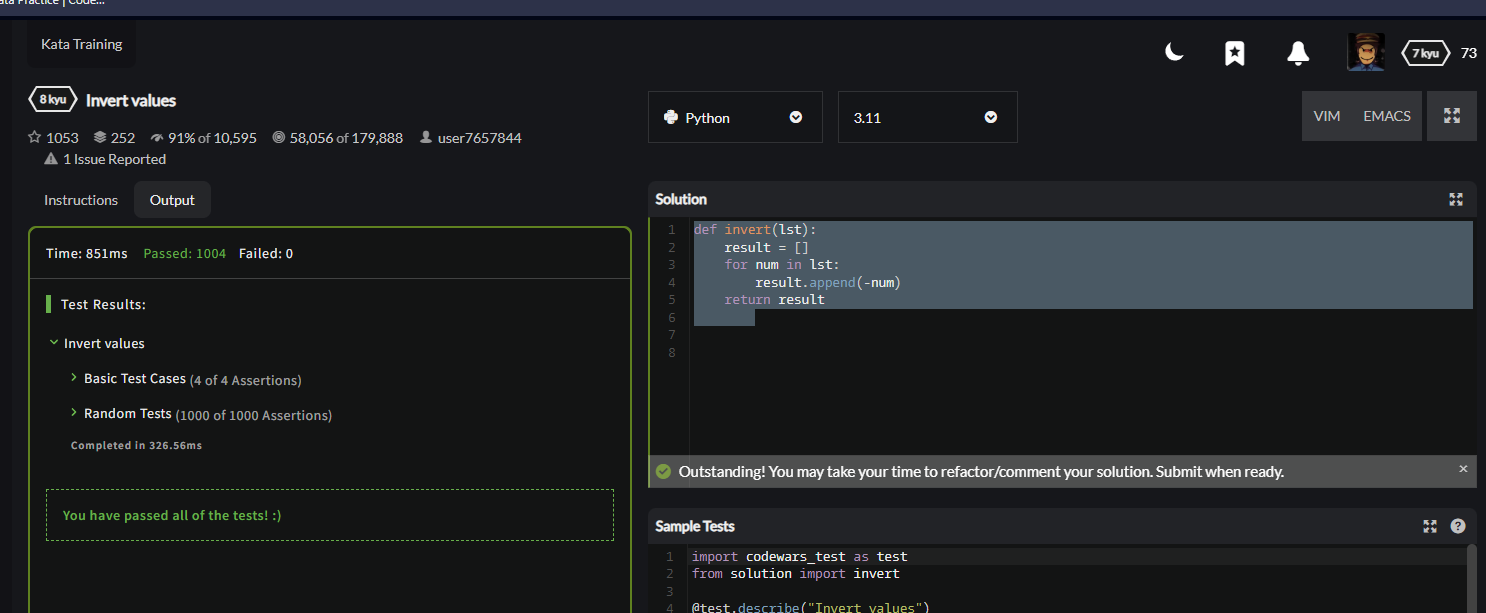 ata Practice | Code...
Kata Training
7 kyu 73
8 kyu Invert values
1053 252 91% of 10,595 58,056 of 179,888 user7657844
1 Issue Reported
Python 3.11 VIM EMACS
Instructions Output
Time: 851ms Passed: 1004 Failed: 0
Test Results:
Invert values
Basic Test Cases (4 of 4 Assertions)
Random Tests (1000 of 1000 Assertions)
Completed in 326.56ms
You have passed all of the tests! :)
Solution
1 def invert(lst):
2     result = []
3     for num in lst:
4         result.append(-num)
5     return result
6
7
8
Outstanding! You may take your time to refactor/comment your solution. Submit when ready.
×
Sample Tests
?
1 import codewars_test as test
2 from solution import invert
3
4 @test.describe("Invert values")